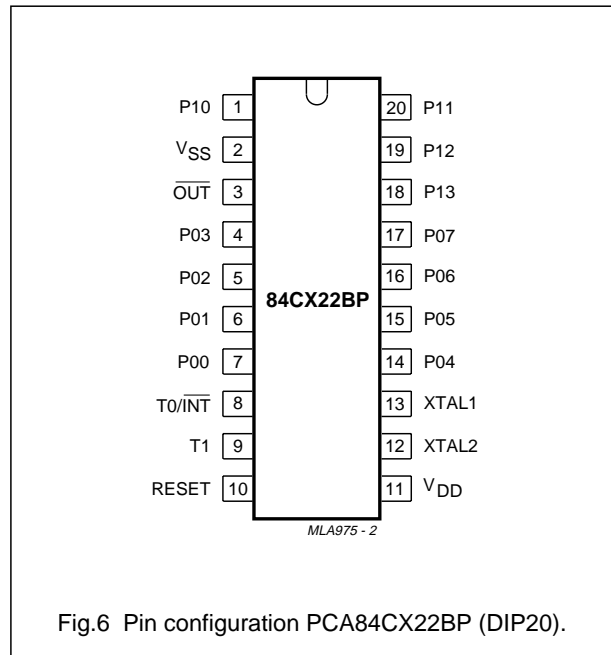 P10 1 20 P11
VSS 2 19 P12
O̅U̅T̅ 3 18 P13
P03 4 17 P07
P02 5 16 P06
84CX22BP
P01 6 15 P05
P00 7 14 P04
T0/I̅N̅T̅ 8 13 XTAL1
T1 9 12 XTAL2
RESET 10 11 VDD
MLA975 - 2
Fig.6 Pin configuration PCA84CX22BP (DIP20).